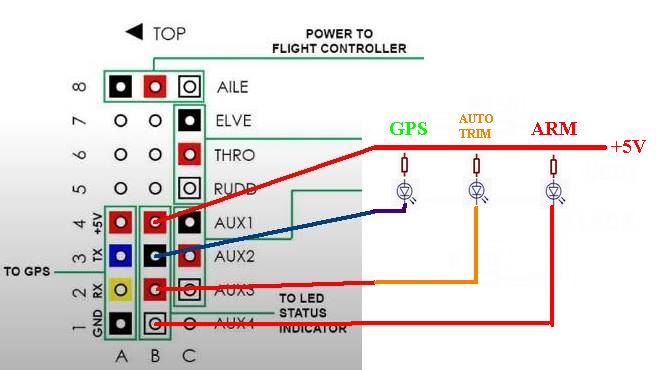 TOP
POWER TO
FLIGHT CONTROLLER
8
AILE
7
ELVE
GPS
AUTO
TRIM
ARM
+5V
6
THRO
5
RUDD
4
+5V
AUX1
3
TX
AUX2
TO GPS
2
RX
AUX3
TO LED
STATUS
INDICATOR
1
GND
AUX4
A
B
C